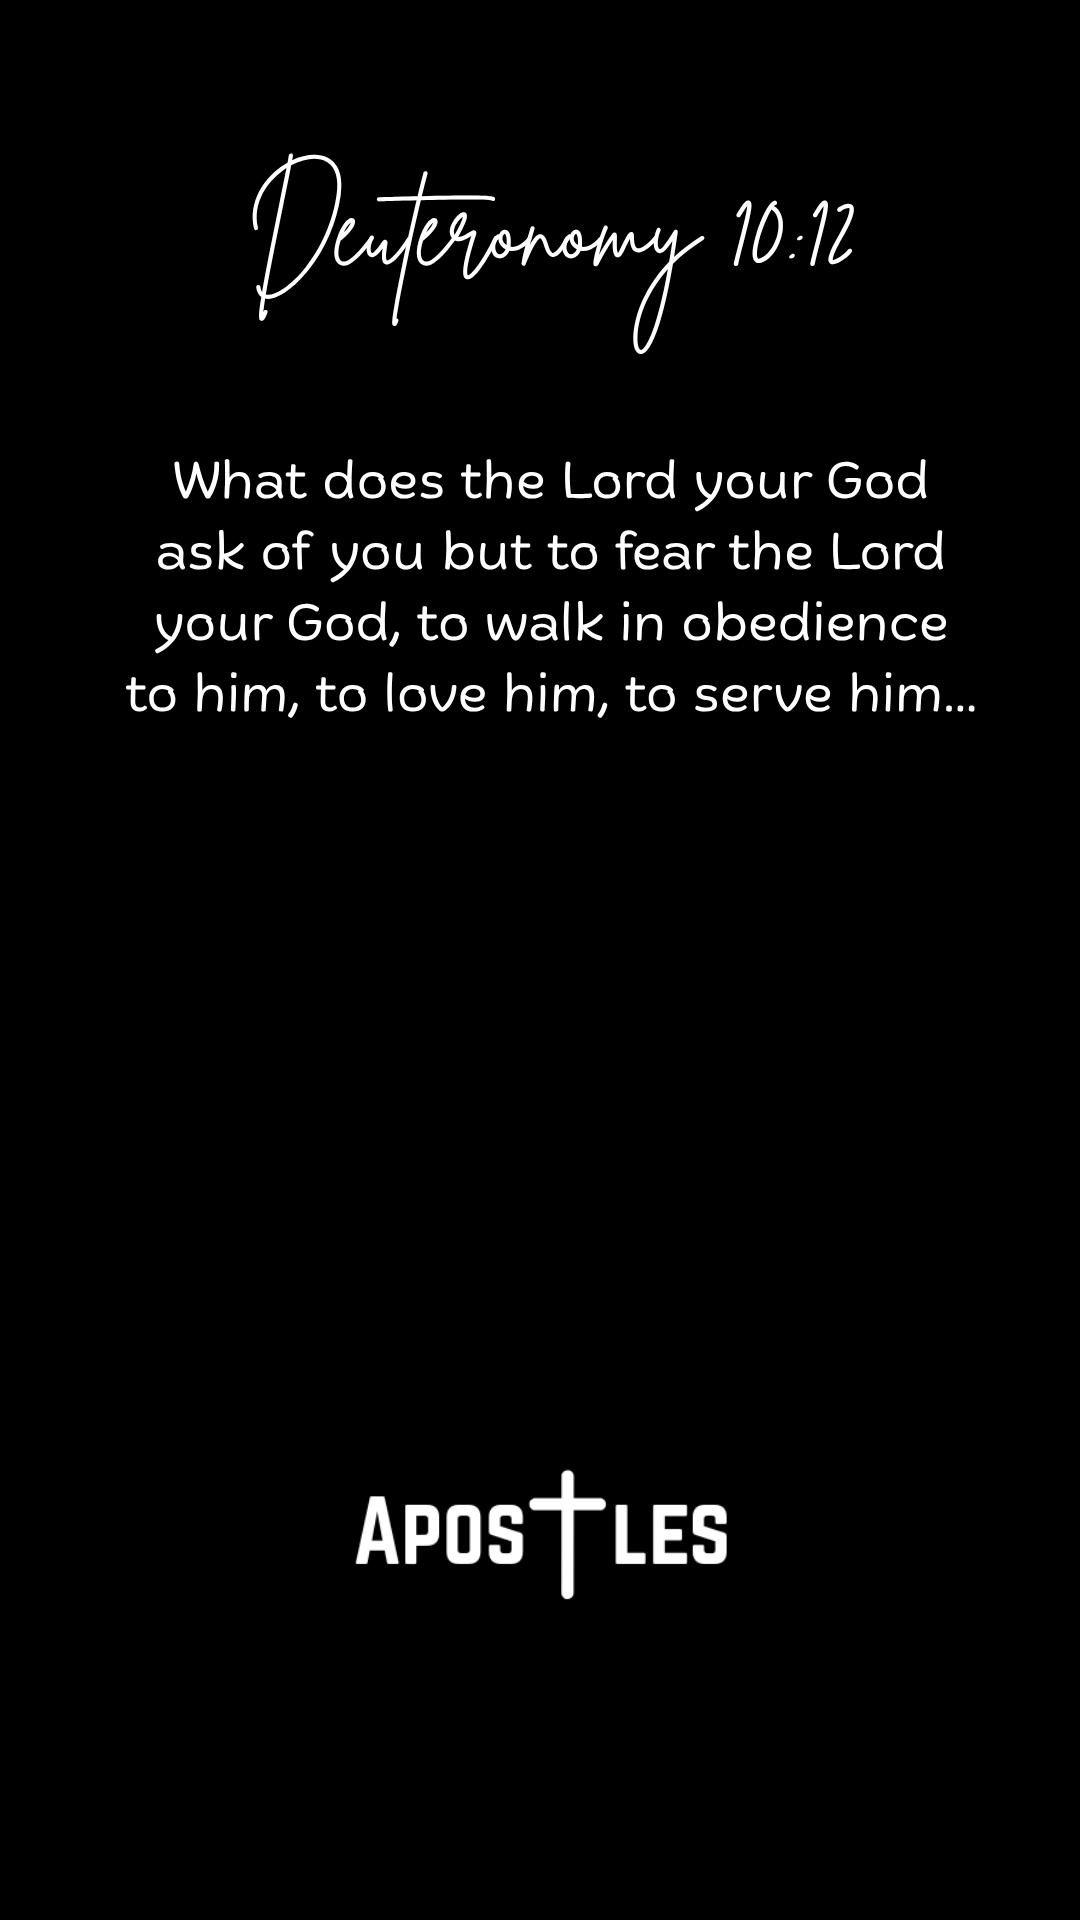 Deuteronomy 10:12
What does the Lord your God
ask of you but to fear the Lord
your God, to walk in obedience
to him, to love him, to serve him...
APOSTLES